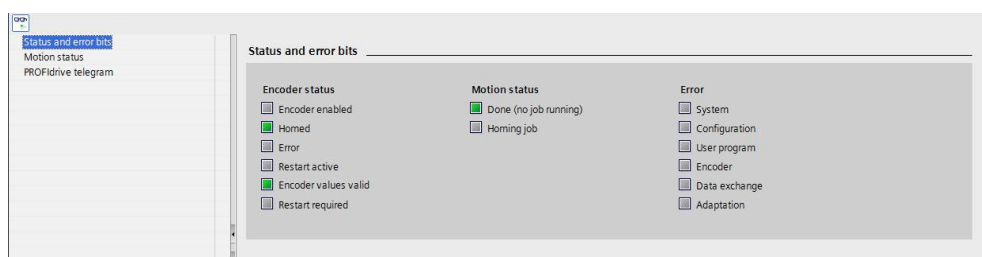 Status and error bits
Motion status
PROFIdrive telegram
Status and error bits
Encoder status
Encoder enabled
Homed
Error
Restart active
Encoder values valid
Restart required
Motion status
Done (no job running)
Homing job
Error
System
Configuration
User program
Encoder
Data exchange
Adaptation